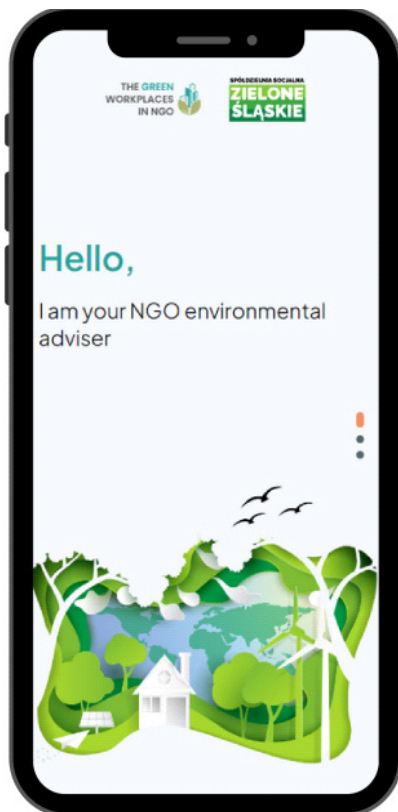 THE GREEN
WORKPLACES
IN NGO
SPÓŁDZIELNIA SOCJALNA
ZIELONE
ŚLĄSKIE
Hello,
I am your NGO environmental
adviser